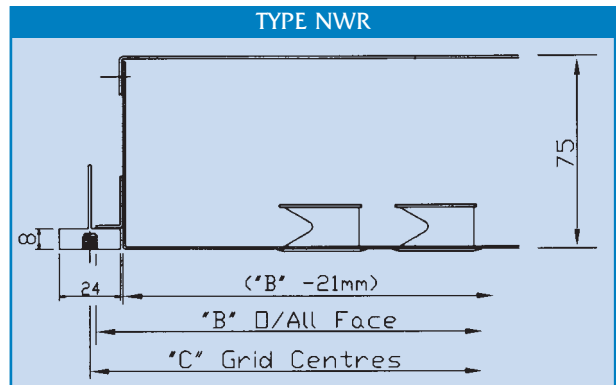 TYPE NWR
75
8
24
("B" -21mm)
"B" O/All Face
"C" Grid Centres